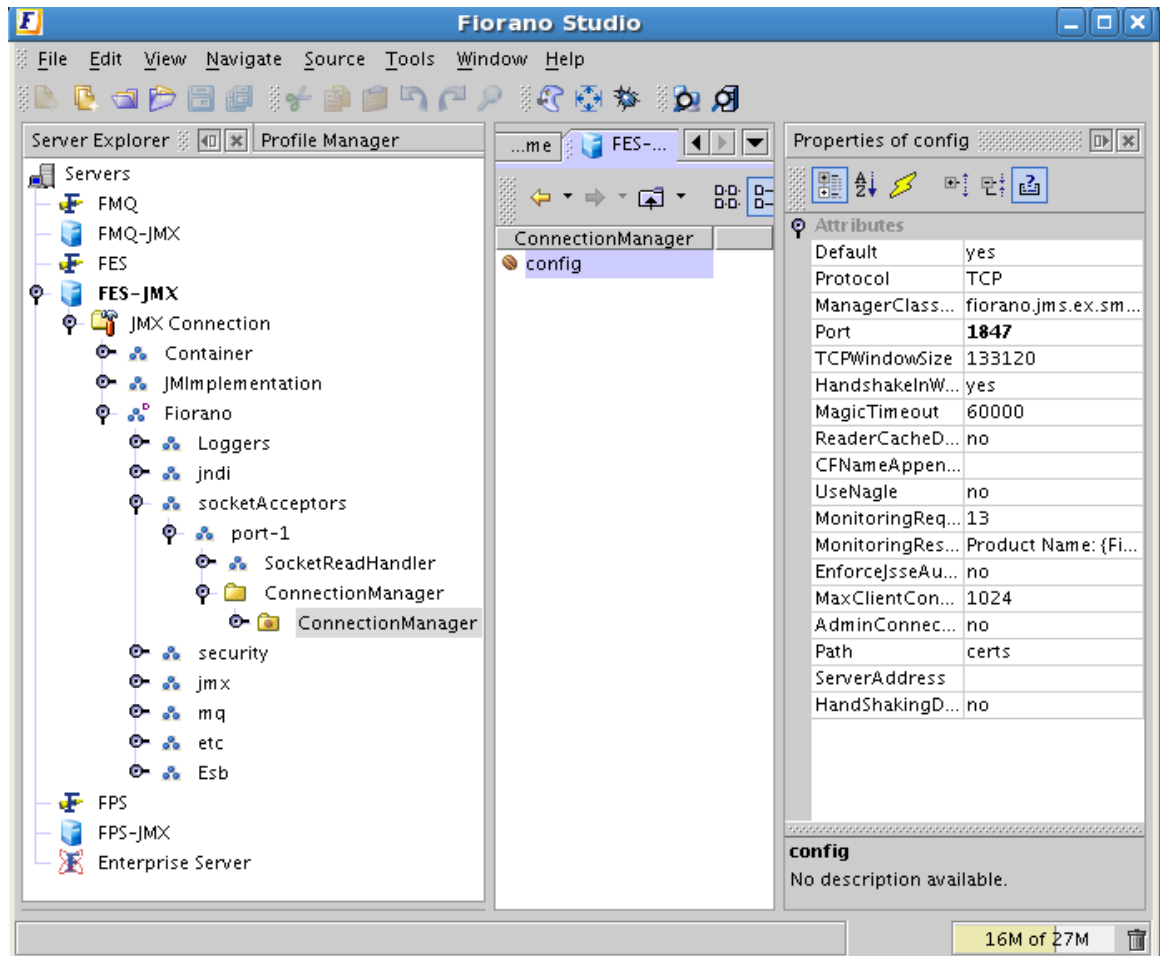 Fiorano Studio
File Edit View Navigate Source Tools Window Help
Server Explorer Profile Manager
Servers
FMQ
FMQ-JMX
FES
FES-JMX
JMX Connection
Container
JMImplementation
Fiorano
Loggers
jndi
socketAcceptors
port-1
SocketReadHandler
ConnectionManager
ConnectionManager
security
jmx
mq
etc
Esb
FPS
FPS-JMX
Enterprise Server
...me FES-...
ConnectionManager
config
Properties of config
Attributes
Default yes
Protocol TCP
ManagerClass... fiorano.jms.ex.sm...
Port 1847
TCPWindowSize 133120
HandshakeInW... yes
MagicTimeout 60000
ReaderCacheD... no
CFNameAppen...
UseNagle no
MonitoringReq... 13
MonitoringRes... Product Name: {Fi...
EnforceJsseAu... no
MaxClientCon... 1024
AdminConnec... no
Path certs
ServerAddress
HandShakingD... no
config
No description available.
16M of 27M